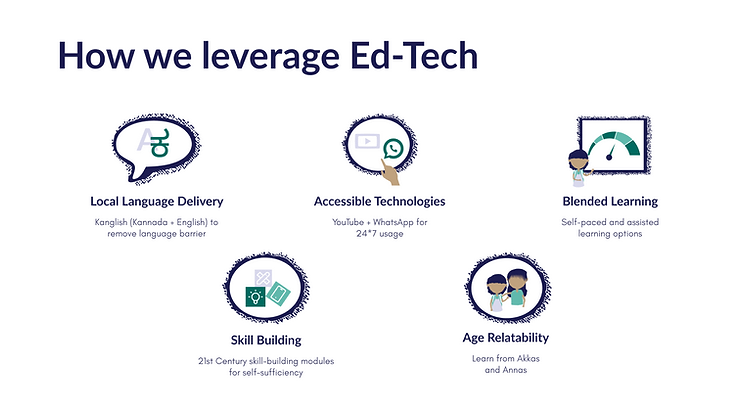 How we leverage Ed-Tech
A
Local Language Delivery
Kanglish (Kannada + English) to
remove language barrier
Accessible Technologies
YouTube + WhatsApp for
24*7 usage
Blended Learning
Self-paced and assisted
learning options
Skill Building
21st Century skill-building modules
for self-sufficiency
Age Relatability
Learn from Akkas
and Annas